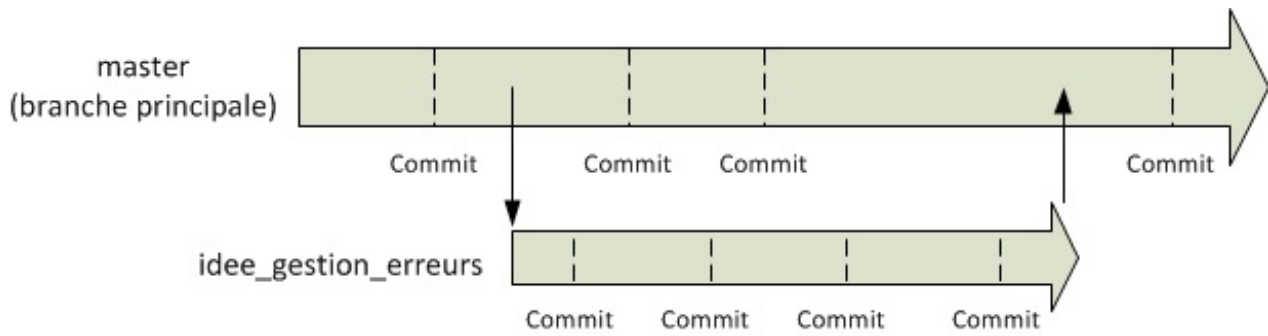 master
(branche principale)
Commit
Commit
Commit
Commit
idee_gestion_erreurs
Commit
Commit
Commit
Commit